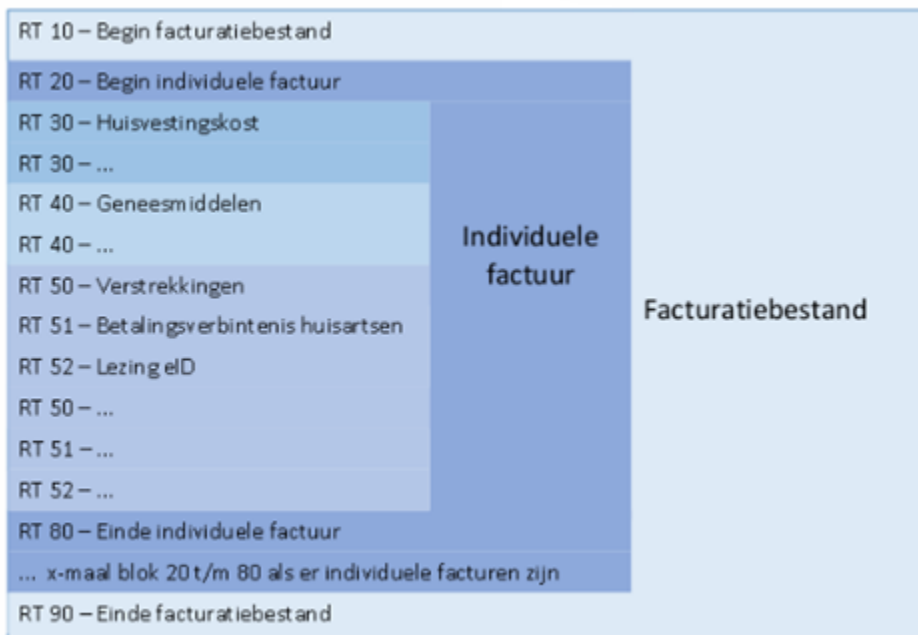 RT 10 – Begin facturatiebestand
RT 20 – Begin individuele factuur
RT 30 – Huisvestingskost
RT 30 – ...
RT 40 – Geneesmiddelen
RT 40 – ...
RT 50 – Verstrekkingen
RT 51 – Betalingsverbintenis huisartsen
RT 52 – Lezing eID
RT 50 – ...
RT 51 – ...
RT 52 – ...
RT 80 – Einde individuele factuur
... x-maal blok 20 t/m 80 als er individuele facturen zijn
RT 90 – Einde facturatiebestand
Individuele
factuur
Facturatiebestand